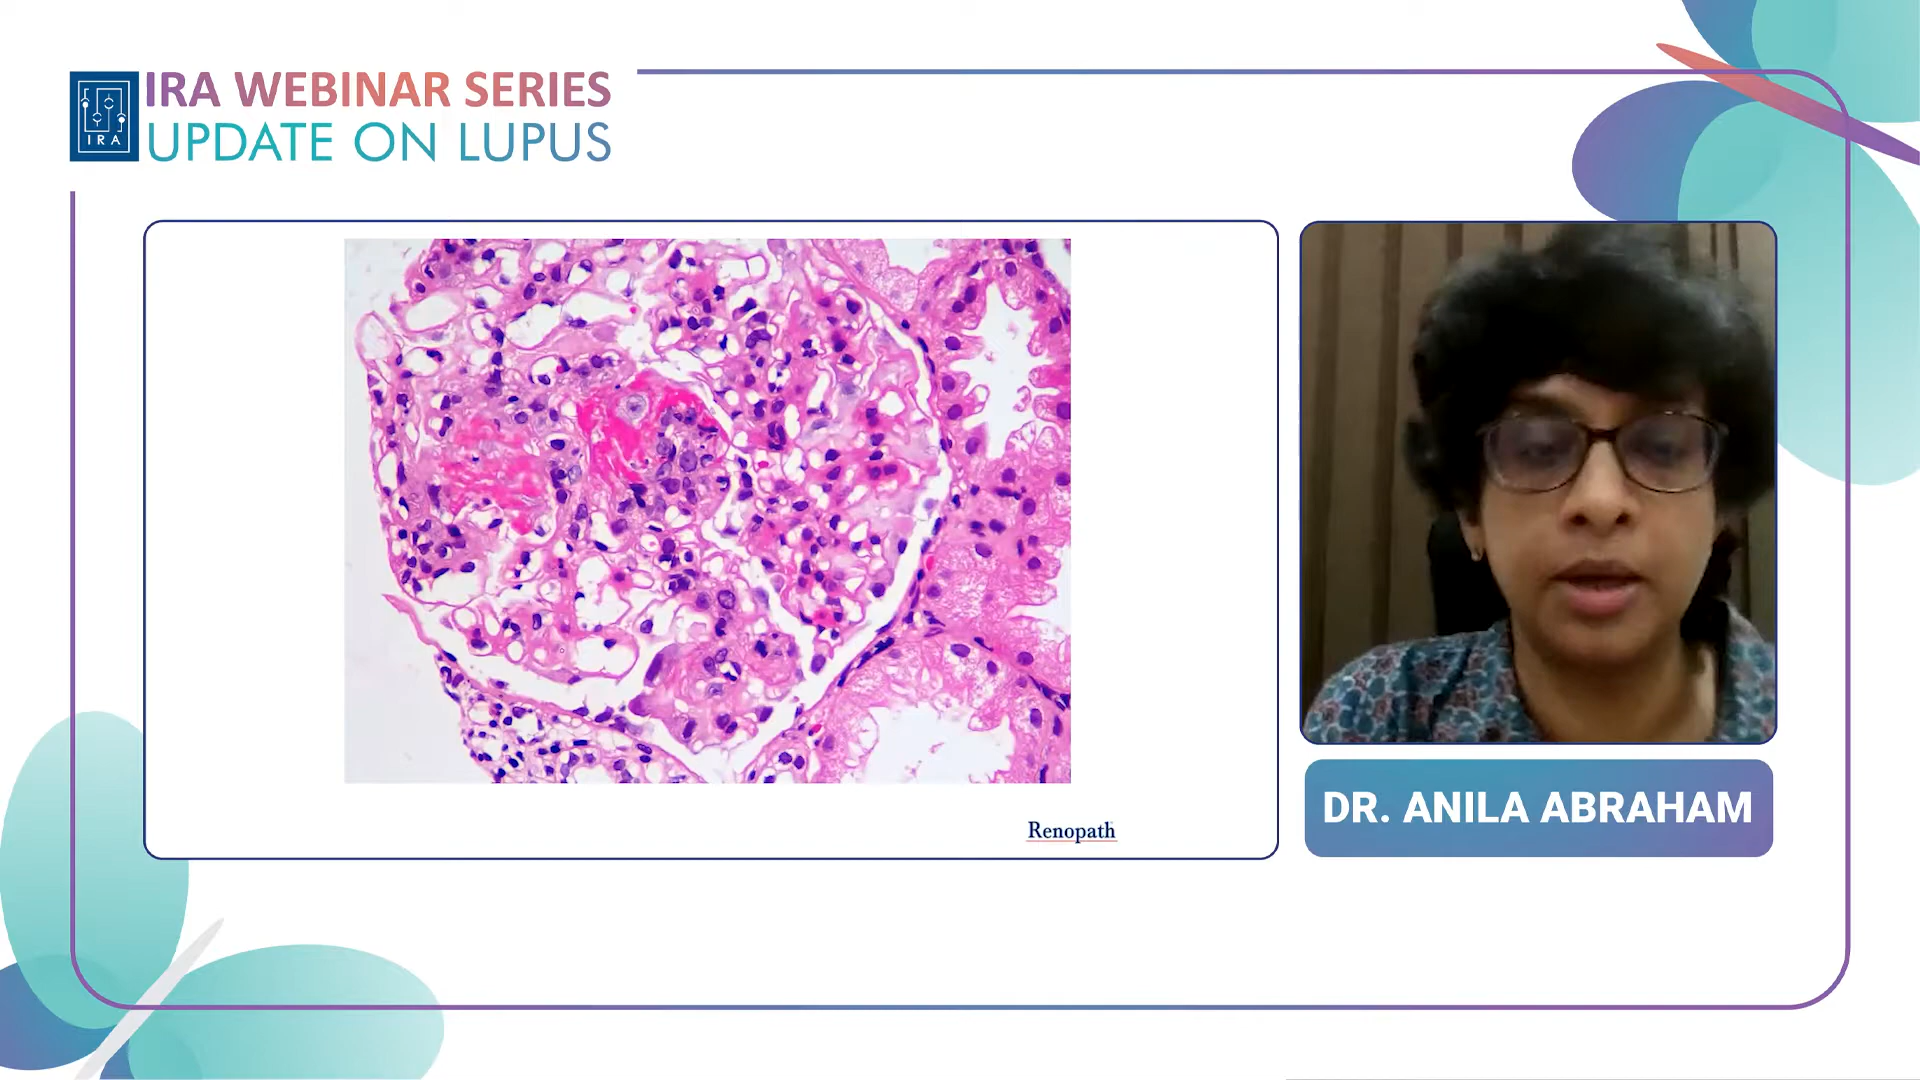 IRA WEBINAR SERIES
UPDATE ON LUPUS
IRA
Renopath
DR. ANILA ABRAHAM